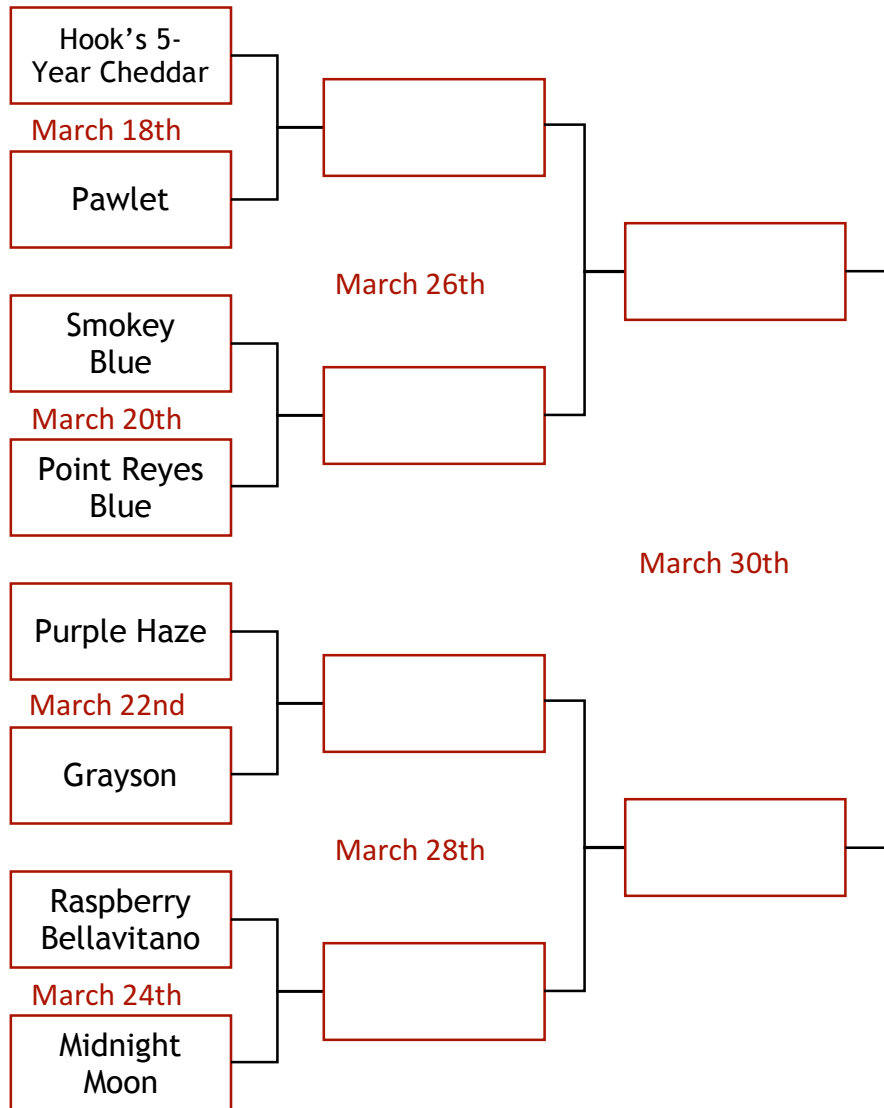 Hook’s 5-
Year Cheddar
March 18th
Pawlet
March 26th
Smokey
Blue
March 20th
Point Reyes
Blue
March 30th
Purple Haze
March 22nd
Grayson
March 28th
Raspberry
Bellavitano
March 24th
Midnight
Moon